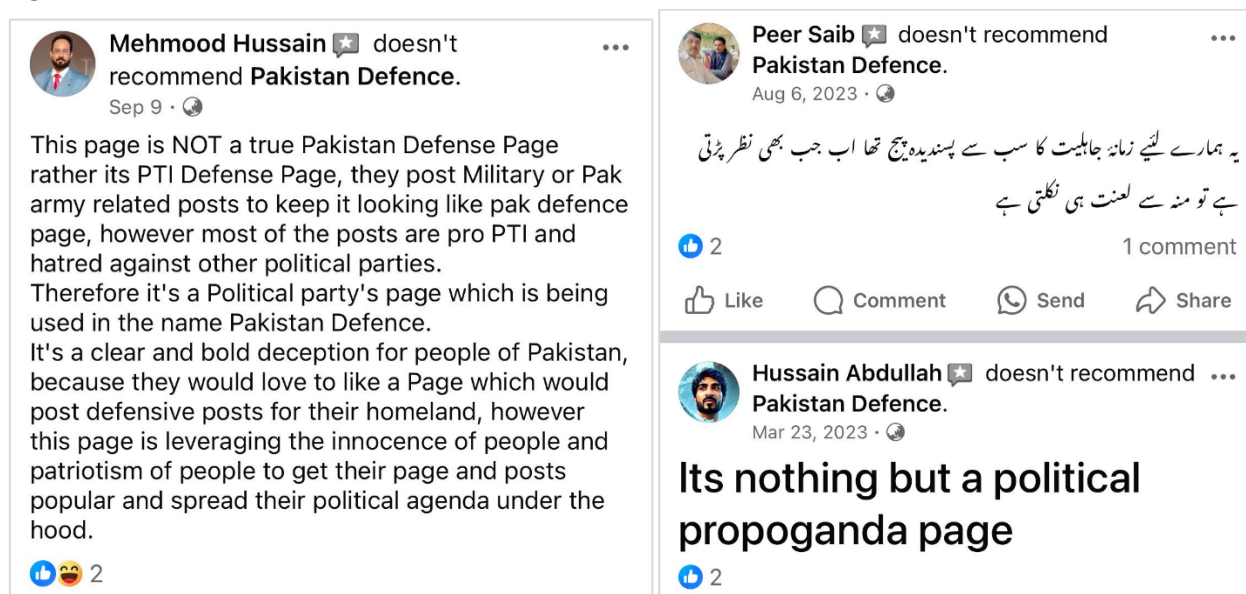 Mehmood Hussain doesn't
recommend Pakistan Defence.
Sep 9 ·
This page is NOT a true Pakistan Defense Page
rather its PTI Defense Page, they post Military or Pak
army related posts to keep it looking like pak defence
page, however most of the posts are pro PTI and
hatred against other political parties.
Therefore it's a Political party's page which is being
used in the name Pakistan Defence.
It's a clear and bold deception for people of Pakistan,
because they would love to like a Page which would
post defensive posts for their homeland, however
this page is leveraging the innocence of people and
patriotism of people to get their page and posts
popular and spread their political agenda under the
hood.
2
Peer Saib doesn't recommend
Pakistan Defence.
Aug 6, 2023 ·
یہ ہمارے لئیے زمانۂ جاہلیت کا سب سے پسندیدہ پیج تھا اب جب بھی نظر پڑتی
ہے تو منہ سے لعنت ہی نکلتی ہے
2
1 comment
Like Comment Send Share
Hussain Abdullah doesn't recommend
Pakistan Defence.
Mar 23, 2023 ·
Its nothing but a political
propoganda page
2